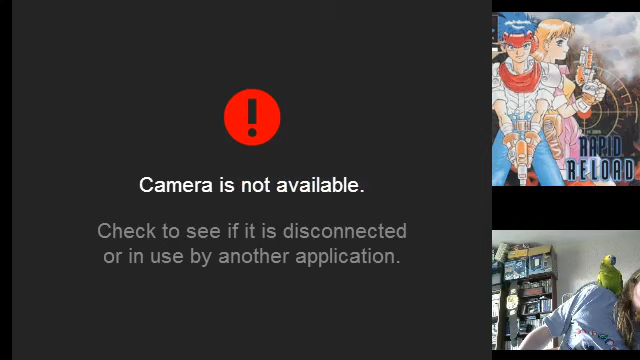 Camera is not available.
Check to see if it is disconnected
or in use by another application.
RAPID
RELOAD